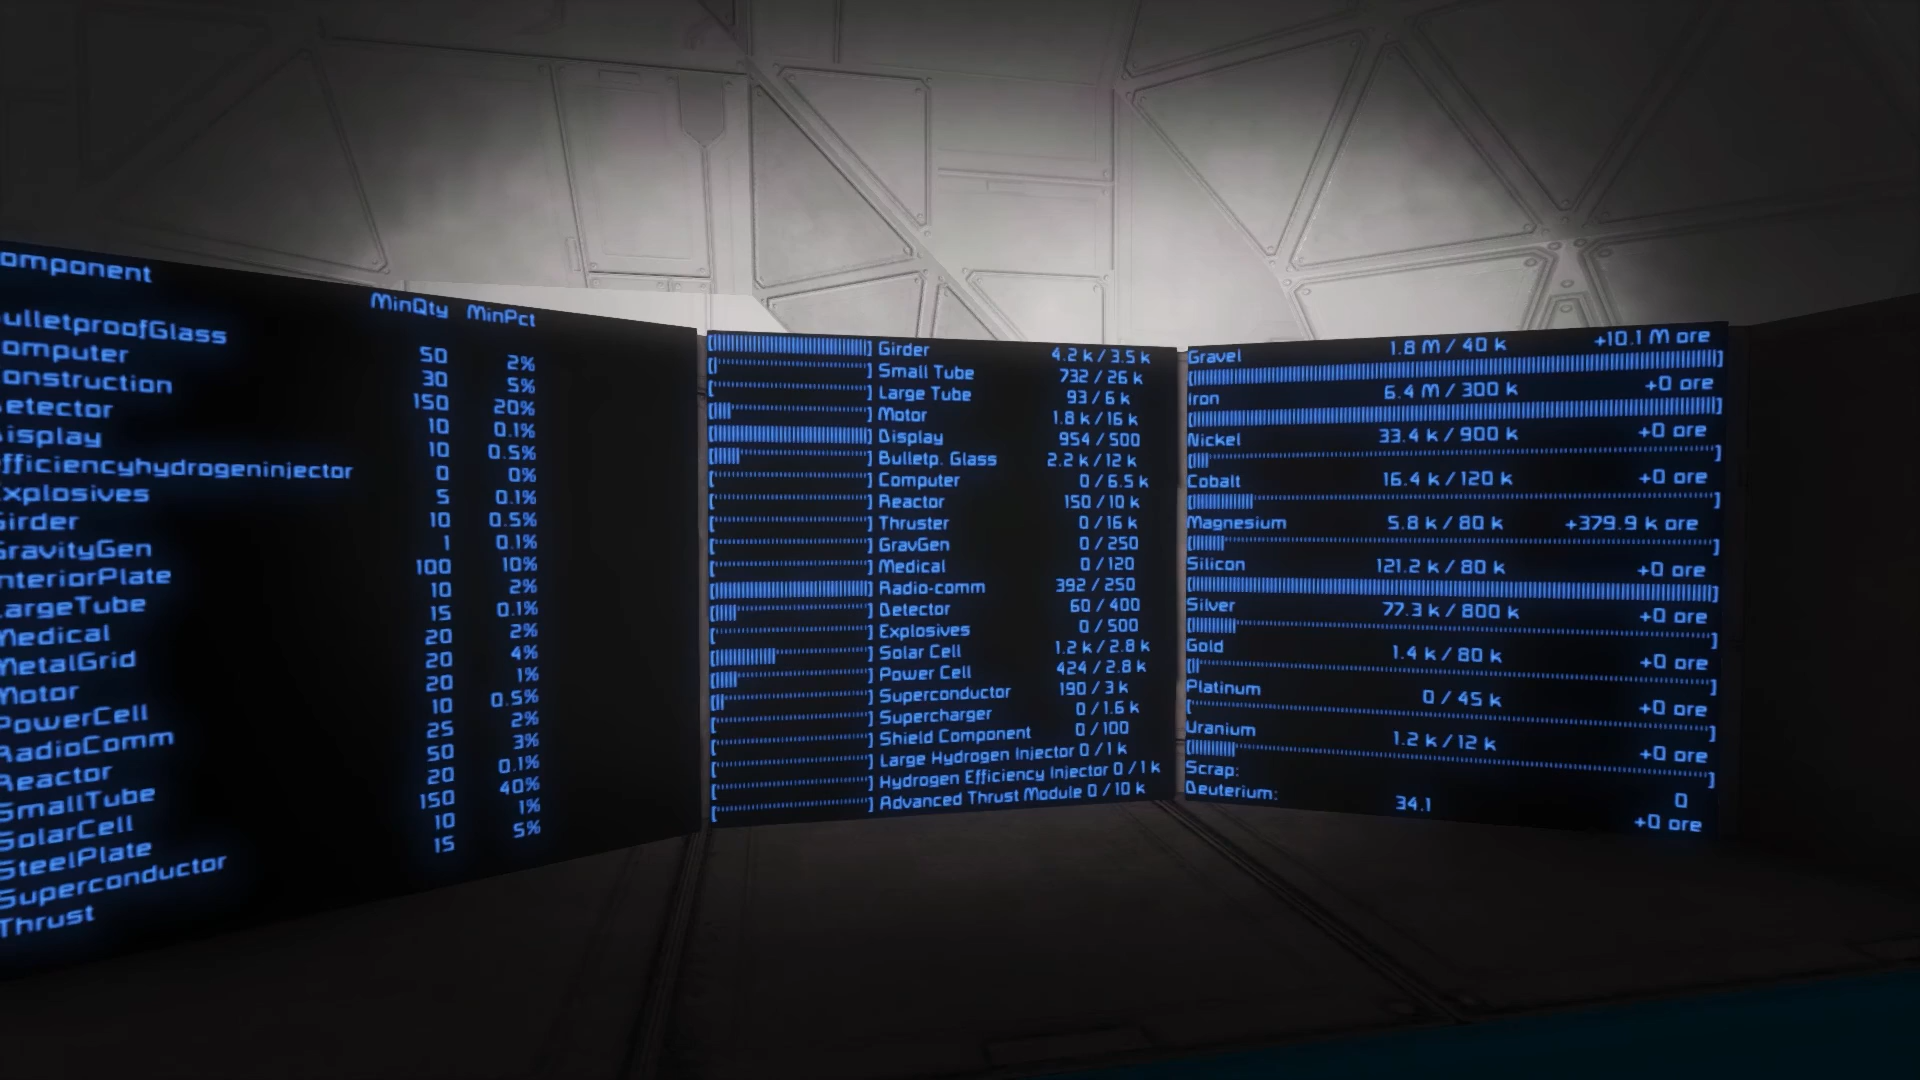 omponent MinQty MinPct
ulletproofGlass 50 2%
omputer 30 5%
onstruction 150 20%
etector 10 0.1%
isplay 10 0.5%
fficiencyhydrogeninjector 0 0%
xplosives 5 0.1%
Girder 10 0.5%
GravityGen 1 0.1%
nteriorPlate 100 10%
LargeTube 10 2%
Medical 15 0.1%
MetalGrid 20 2%
Motor 20 4%
PowerCell 20 1%
RadioComm 10 0.5%
Reactor 25 2%
SmallTube 50 3%
SolarCell 20 0.1%
SteelPlate 150 40%
Superconductor 10 1%
Thrust 15 5%
Girder 4.2 k / 3.5 k
Small Tube 732 / 26 k
Large Tube 93 / 6 k
Motor 1.8 k / 16 k
Display 954 / 500
Bulletp. Glass 2.2 k / 12 k
Computer 0 / 6.5 k
Reactor 150 / 10 k
Thruster 0 / 16 k
GravGen 0 / 250
Medical 0 / 120
Radio-comm 392 / 250
Detector 60 / 400
Explosives 0 / 500
Solar Cell 1.2 k / 2.8 k
Power Cell 424 / 2.8 k
Superconductor 190 / 3 k
Supercharger 0 / 1.6 k
Shield Component 0 / 100
Large Hydrogen Injector 0 / 1 k
Hydrogen Efficiency Injector 0 / 1 k
Advanced Thrust Module 0 / 10 k
Gravel 1.8 M / 40 k +10.1 M ore
Iron 6.4 M / 300 k +0 ore
Nickel 33.4 k / 900 k +0 ore
Cobalt 16.4 k / 120 k +0 ore
Magnesium 5.8 k / 80 k +379.9 k ore
Silicon 121.2 k / 80 k +0 ore
Silver 77.3 k / 800 k +0 ore
Gold 1.4 k / 80 k +0 ore
Platinum 0 / 45 k +0 ore
Uranium 1.2 k / 12 k +0 ore
Scrap: 0
Deuterium: 34.1 +0 ore